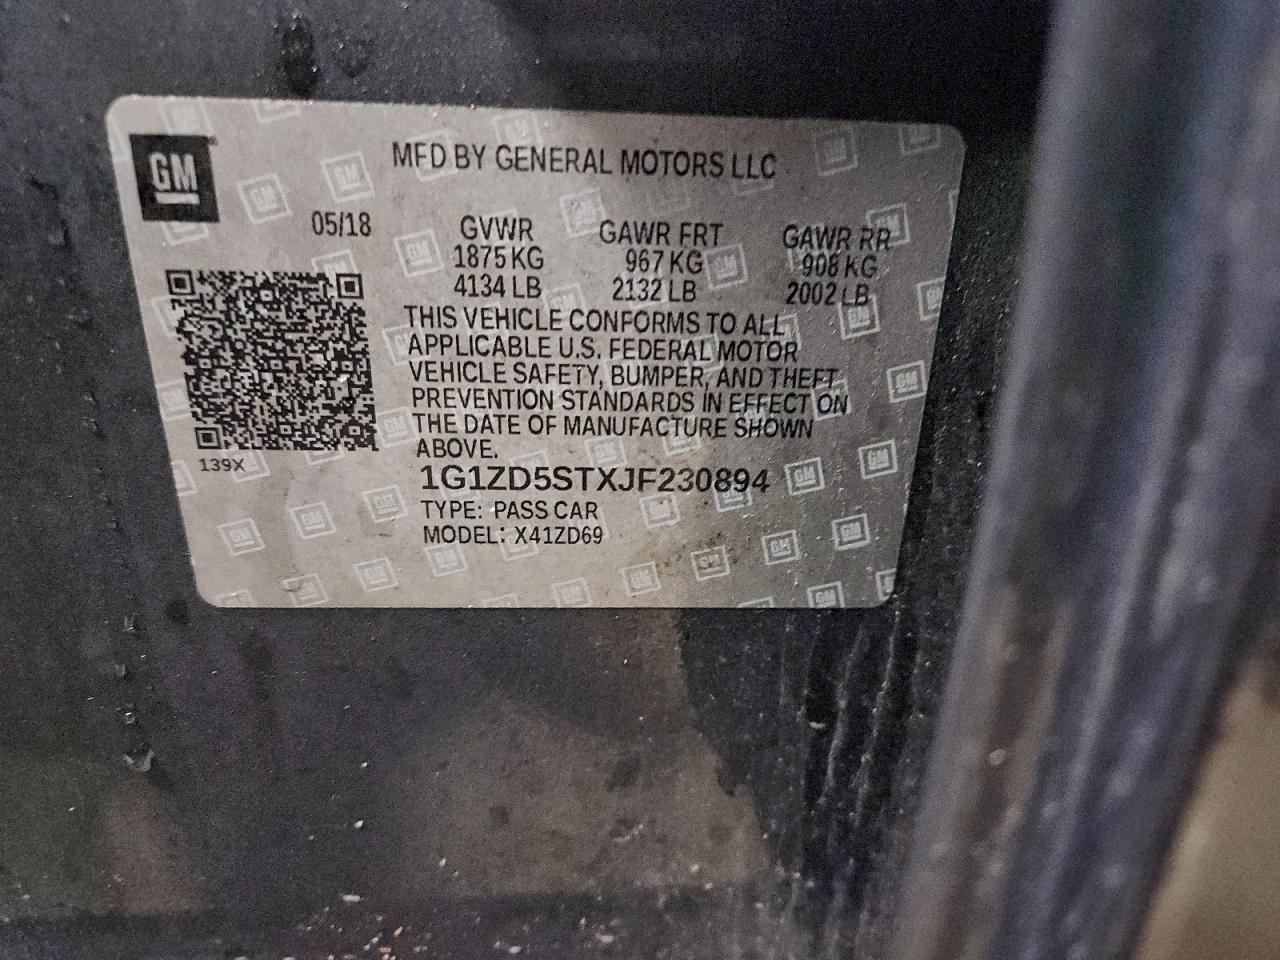 GM
MFD BY GENERAL MOTORS LLC
05/18 GVWR GAWR FRT GAWR RR
1875 KG 967 KG 908 KG
4134 LB 2132 LB 2002 LB
THIS VEHICLE CONFORMS TO ALL
APPLICABLE U.S. FEDERAL MOTOR
VEHICLE SAFETY, BUMPER, AND THEFT
PREVENTION STANDARDS IN EFFECT ON
THE DATE OF MANUFACTURE SHOWN
ABOVE.
139X
1G1ZD5STXJF230894
TYPE: PASS CAR
MODEL: X41ZD69